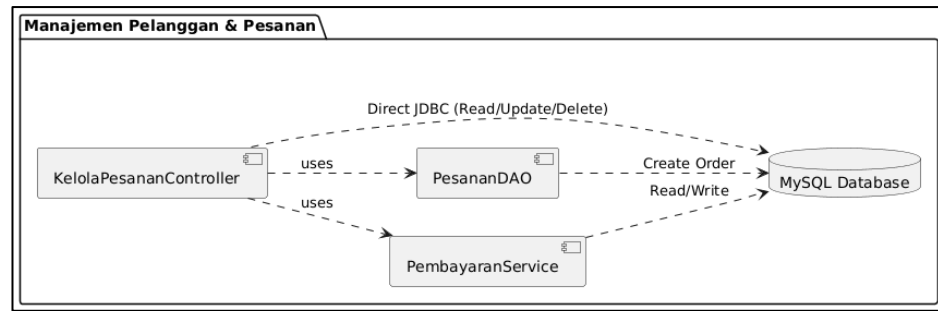 Manajemen Pelanggan & Pesanan
Direct JDBC (Read/Update/Delete)
KelolaPesananController
uses
PesananDAO
Create Order
MySQL Database
uses
Read/Write
PembayaranService